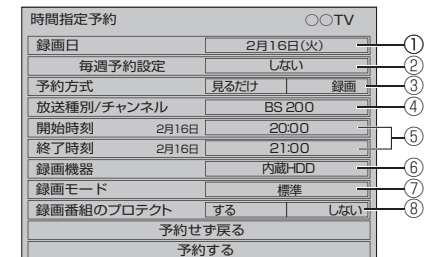 時間指定予約 ○○TV
録画日 2月16日(火) ①
毎週予約設定 しない ②
予約方式 見るだけ 録画 ③
放送種別/チャンネル BS 200 ④
開始時刻 2月16日 20:00 ⑤
終了時刻 2月16日 21:00
録画機器 内蔵HDD ⑥
録画モード 標準 ⑦
録画番組のプロテクト する しない ⑧
予約せず戻る
予約する